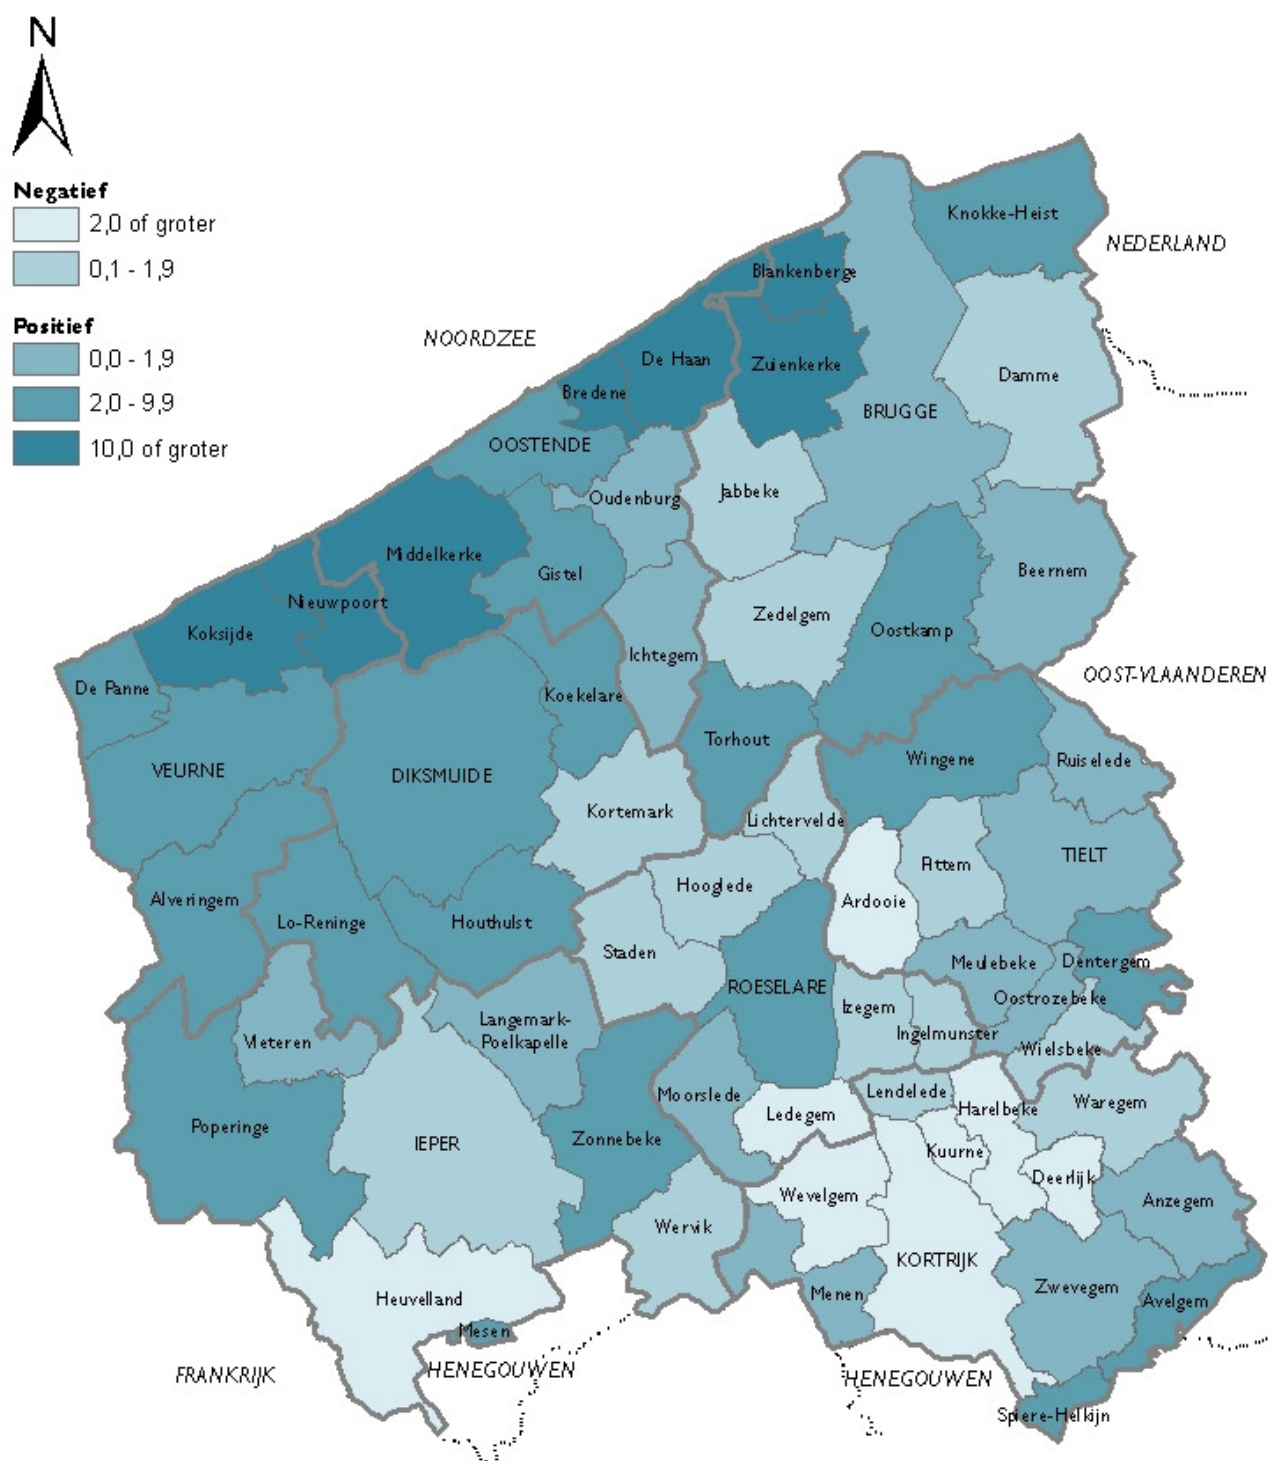 N
Negatief
2,0 of groter
0,1 - 1,9
Positief
0,0 - 1,9
2,0 - 9,9
10,0 of groter
Knokke-Heist
NEDERLAND
Blankenberge
NOORDZEE
De Haan
Zuienkerke
Damme
Bredene
BRUGGE
OOSTENDE
Oudenburg
Jabbeke
Middelkerke
Gistel
Beernem
Nieuwpoort
Koksijde
Zedelgem
Oostkamp
Ichtegem
OOST-VLAANDEREN
De Panne
Koekelare
Torhout
Wingene
Ruiselede
VEURNE
DIKSMUIDE
Kortemark
Lichtervelde
TIELT
Pittem
Hooglede
Ardooie
Alveringem
Lo-Reninge
Houthulst
Staden
Meulebeke
Dentergem
ROESELARE
Oostrozebeke
Izegem
Ingelmunster
Langemark-
Poelkapelle
Vleteren
Wielsbeke
Moorslede
Lendelede
Harelbeke
Waregem
Ledegem
Poperinge
IEPER
Zonnebeke
Kuurne
Deerlijk
Wevelgem
Anzegem
Wervik
KORTRIJK
Zwevegem
Menen
Avelgem
Heuvelland
Mesen
FRANKRIJK
HENEGOUWEN
HENEGOUWEN
Spiere-Helkijn